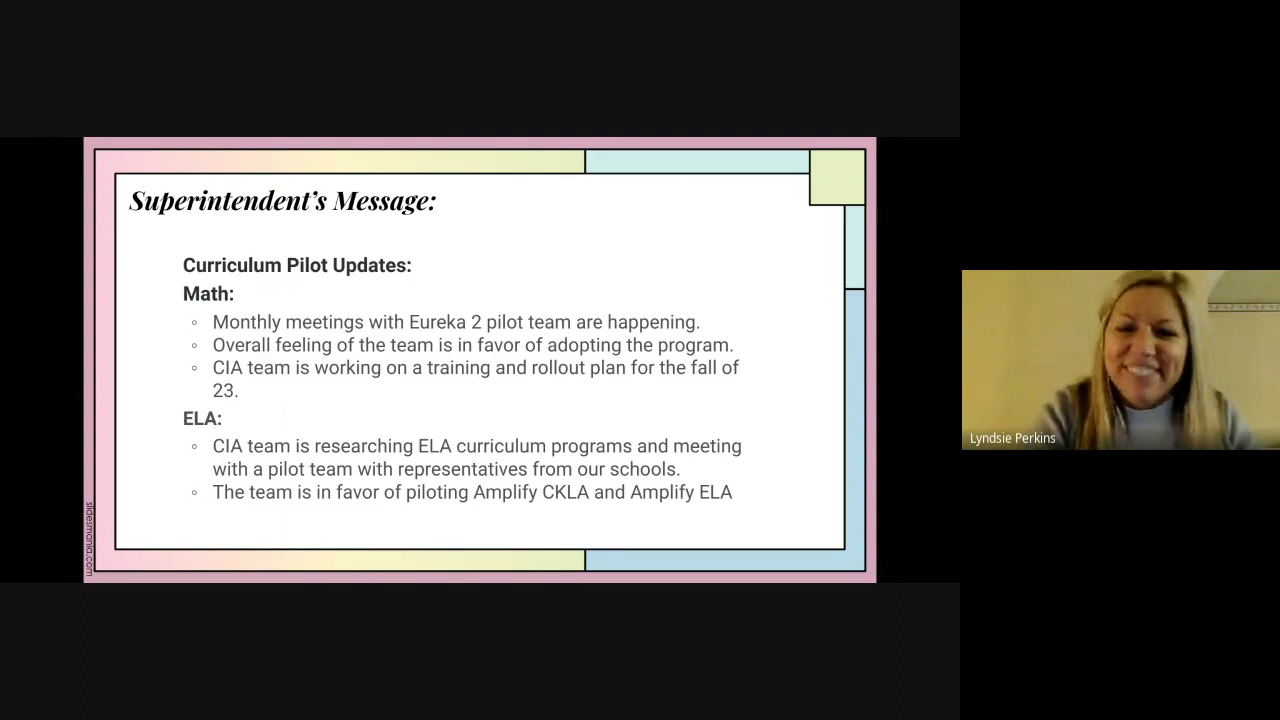 Superintendent's Message:
Curriculum Pilot Updates:
Math:
◦ Monthly meetings with Eureka 2 pilot team are happening.
◦ Overall feeling of the team is in favor of adopting the program.
◦ CIA team is working on a training and rollout plan for the fall of
23.
ELA:
◦ CIA team is researching ELA curriculum programs and meeting
with a pilot team with representatives from our schools.
◦ The team is in favor of piloting Amplify CKLA and Amplify ELA
slidesmania.com
Lyndsie Perkins